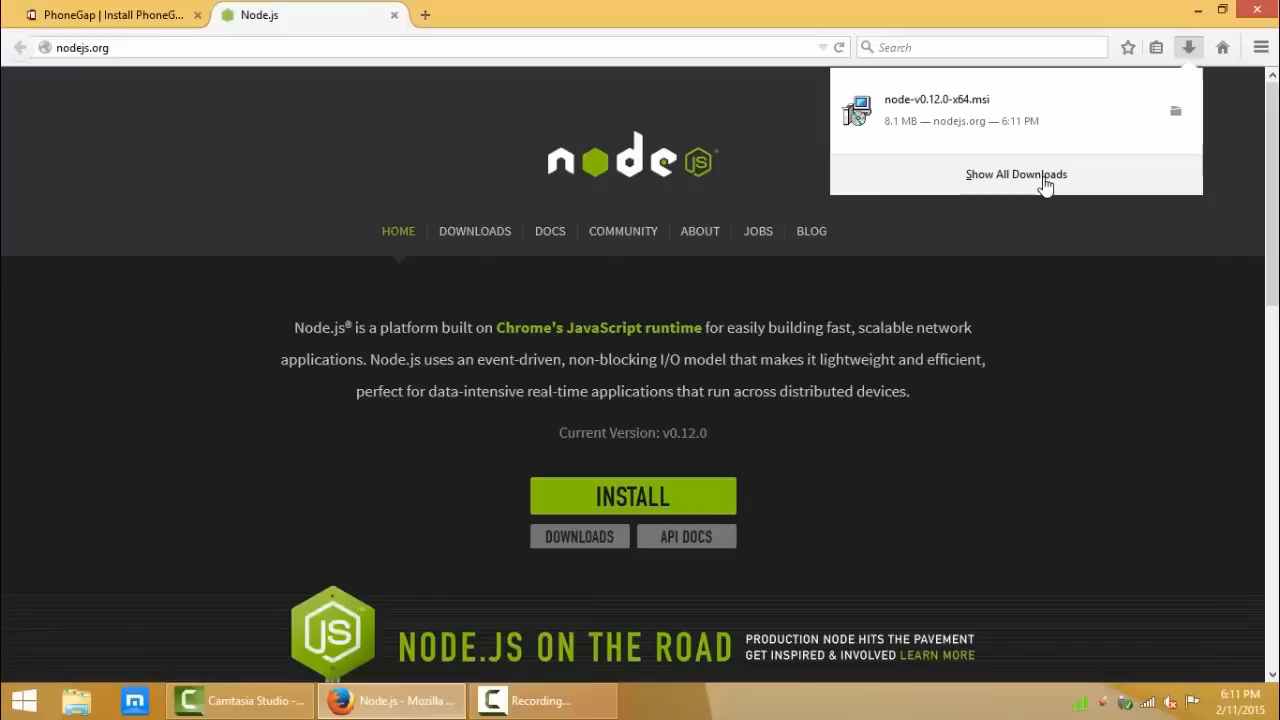 PhoneGap | Install PhoneG...
Node.js
nodejs.org
Search
node-v0.12.0-x64.msi
8.1 MB — nodejs.org — 6:11 PM
Show All Downloads
node JS
HOME
DOWNLOADS
DOCS
COMMUNITY
ABOUT
JOBS
BLOG
Node.js® is a platform built on Chrome's JavaScript runtime for easily building fast, scalable network
applications. Node.js uses an event-driven, non-blocking I/O model that makes it lightweight and efficient,
perfect for data-intensive real-time applications that run across distributed devices.
Current Version: v0.12.0
INSTALL
DOWNLOADS
API DOCS
JS
NODE.JS ON THE ROAD
PRODUCTION NODE HITS THE PAVEMENT
GET INSPIRED & INVOLVED LEARN MORE
Camtasia Studio -...
Node.js - Mozilla ...
Recording...
6:11 PM
2/11/2015